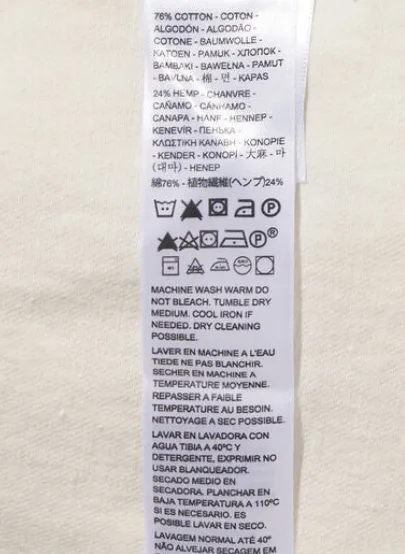 76% COTTON - COTON -
ALGODÓN - ALGODÃO -
COTONE - BAUMWOLLE -
KATOEN - PAMUK - ХЛОПОК -
BAMBAKI - BAWEŁNA - PAMUT
- BAVLNA - 棉 - 면 - KAPAS
24% HEMP - CHANVRE -
CAÑAMO - CÂNHAMO -
CANAPA - HANF - HENNEP -
KENEVİR - ПЕНЬКА -
ΚΛΩΣΤΙΚΗ ΚΑΝΑΒΗ - KONOPIE
- KENDER - KONOPÍ - 大麻 - 마
(대마) - HENEP
綿76% - 植物繊維(ヘンプ)24%
P
P®
MACHINE WASH WARM DO
NOT BLEACH. TUMBLE DRY
MEDIUM. COOL IRON IF
NEEDED. DRY CLEANING
POSSIBLE.
LAVER EN MACHINE A L'EAU
TIEDE NE PAS BLANCHIR.
SECHER EN MACHINE A
TEMPERATURE MOYENNE.
REPASSER A FAIBLE
TEMPERATURE AU BESOIN.
NETTOYAGE A SEC POSSIBLE.
LAVAR EN LAVADORA CON
AGUA TIBIA A 40ºC Y
DETERGENTE, EXPRIMIR NO
USAR BLANQUEADOR.
SECADO MEDIO EN
SECADORA. PLANCHAR EN
BAJA TEMPERATURA A 110ºC
SI ES NECESARIO. ES
POSIBLE LAVAR EN SECO.
LAVAGEM NORMAL ATÉ 40º
NÃO ALVEJAR SECAGEM EM